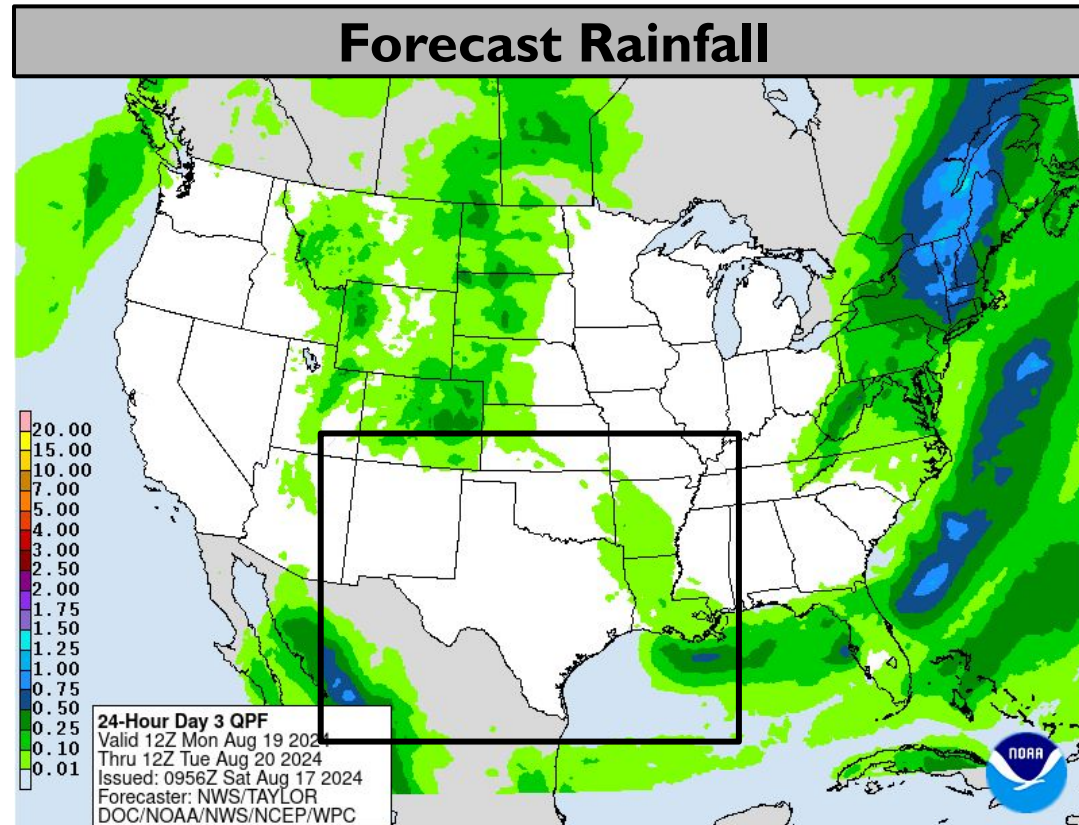 Forecast Rainfall
20.00
15.00
10.00
7.00
5.00
4.00
3.00
2.50
2.00
1.75
1.50
1.25
1.00
0.75
0.50
0.25
0.10
0.01
24-Hour Day 3 QPF
Valid 12Z Mon Aug 19 2024
Thru 12Z Tue Aug 20 2024
Issued: 0956Z Sat Aug 17 2024
Forecaster: NWS/TAYLOR
DOC/NOAA/NWS/NCEP/WPC
NOAA